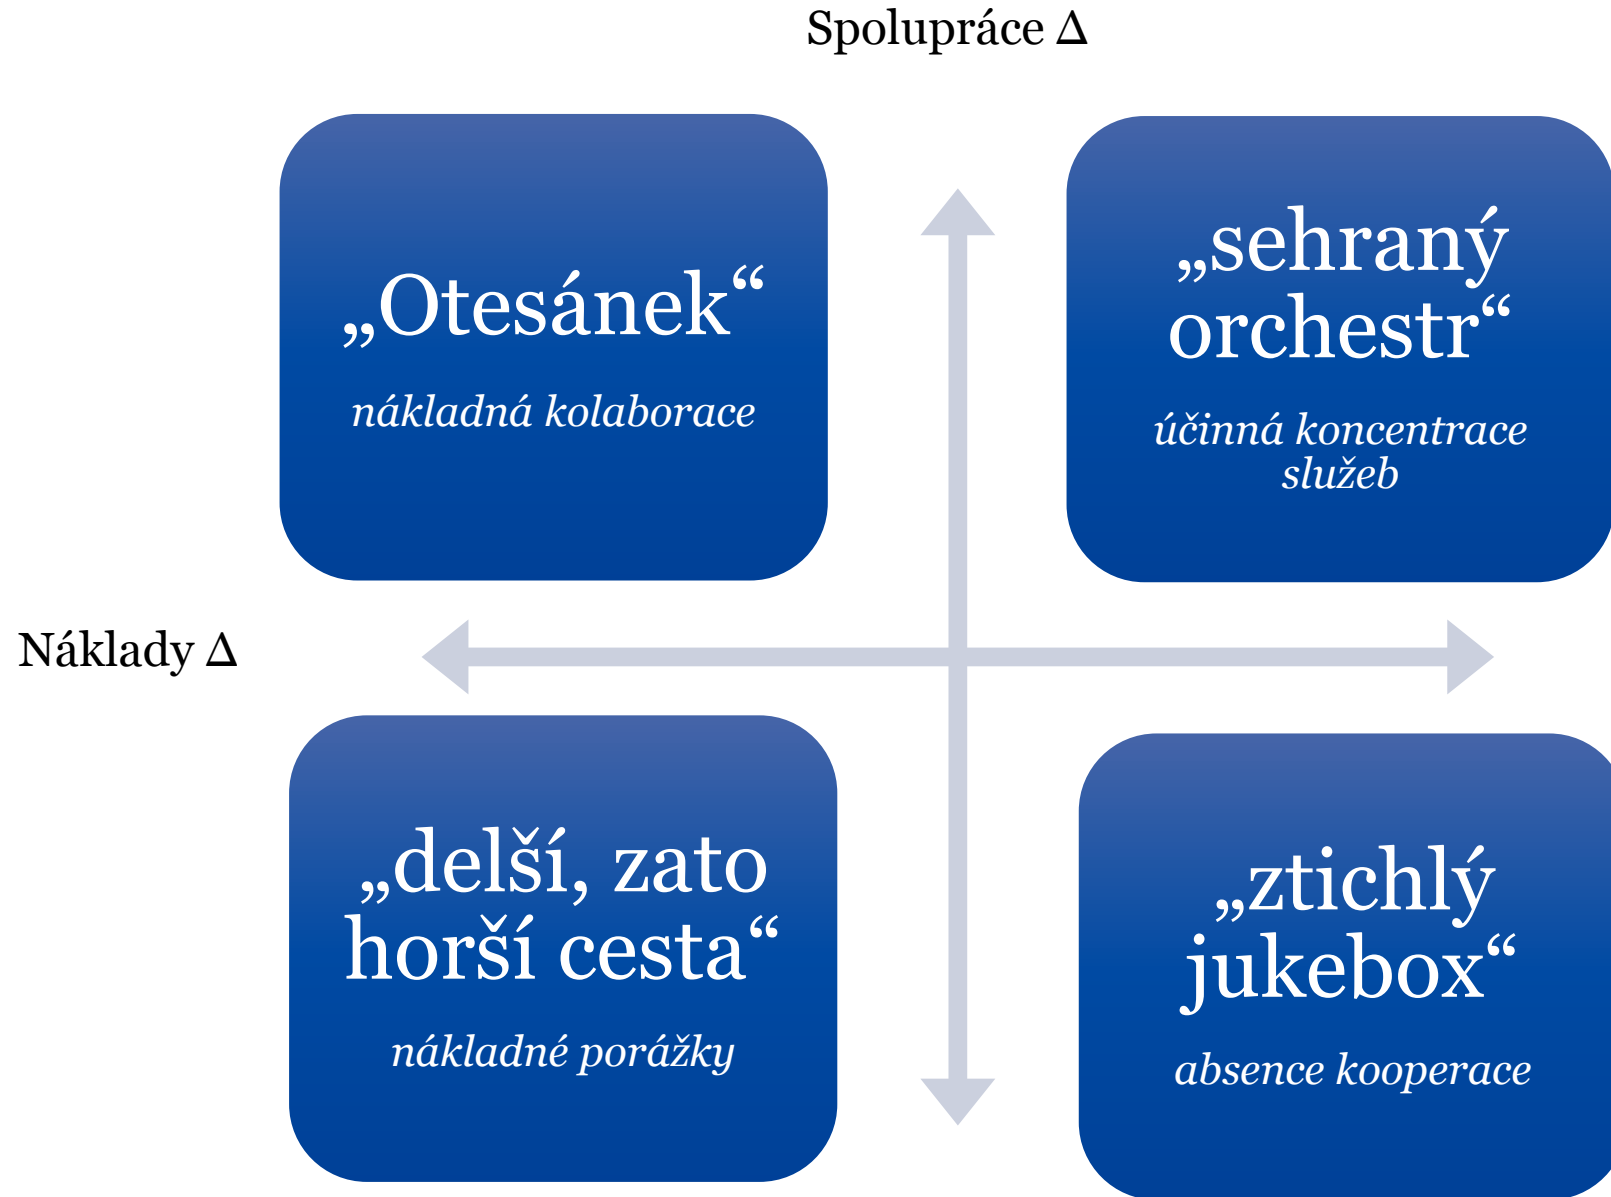 Spolupráce Δ
„Otesánek“
nákladná kolaborace
„sehraný
orchestr“
účinná koncentrace
služeb
Náklady Δ
„delší, zato
horší cesta“
nákladné porážky
„ztichlý
jukebox“
absence kooperace